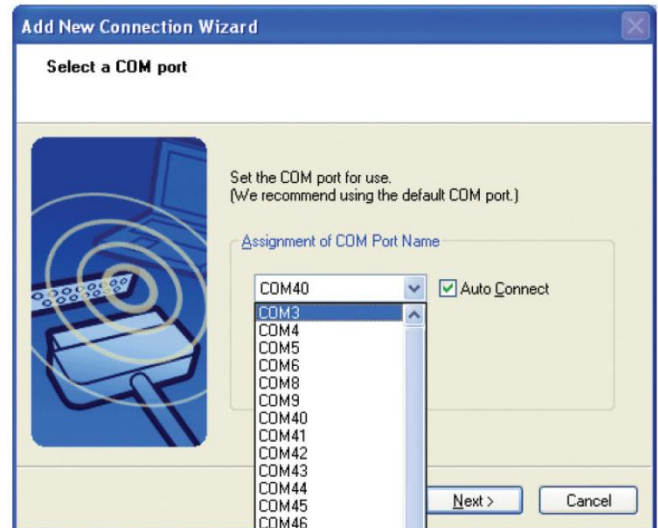 Add New Connection Wizard
Select a COM port
Set the COM port for use.
(We recommend using the default COM port.)
Assignment of COM Port Name
COM40
Auto Connect
COM3
COM4
COM5
COM6
COM8
COM9
COM40
COM41
COM42
COM43
COM44
COM45
COM46
Next >
Cancel